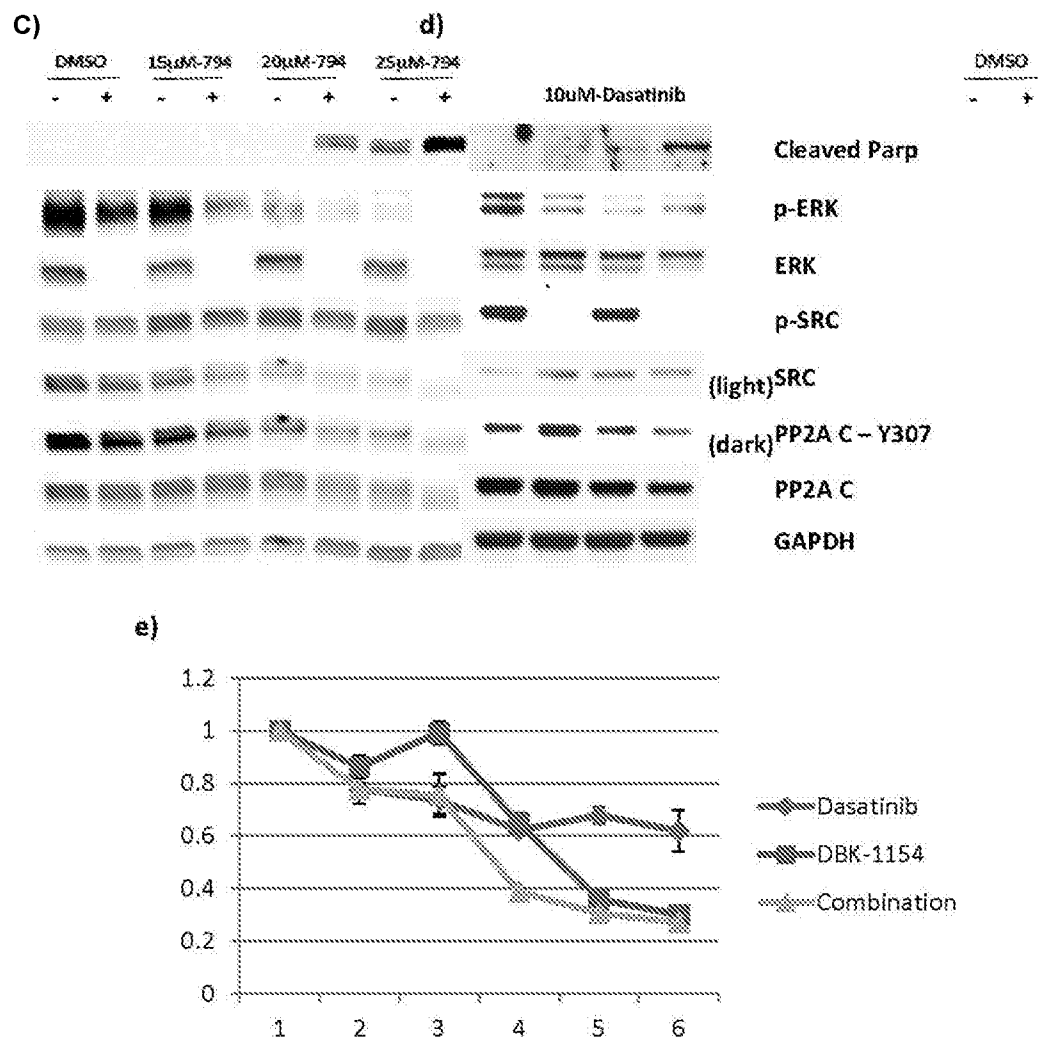 C)
d)
DMSO 15µM-794 20µM-794 25µM-794
DMSO
- + - + - + - +
10uM-Dasatinib
- +
Cleaved Parp
p-ERK
ERK
p-SRC
(light) SRC
(dark) PP2A C – Y307
PP2A C
GAPDH
e)
1.2
1
0.8
0.6
0.4
0.2
0
1 2 3 4 5 6
Dasatinib
DBK-1154
Combination